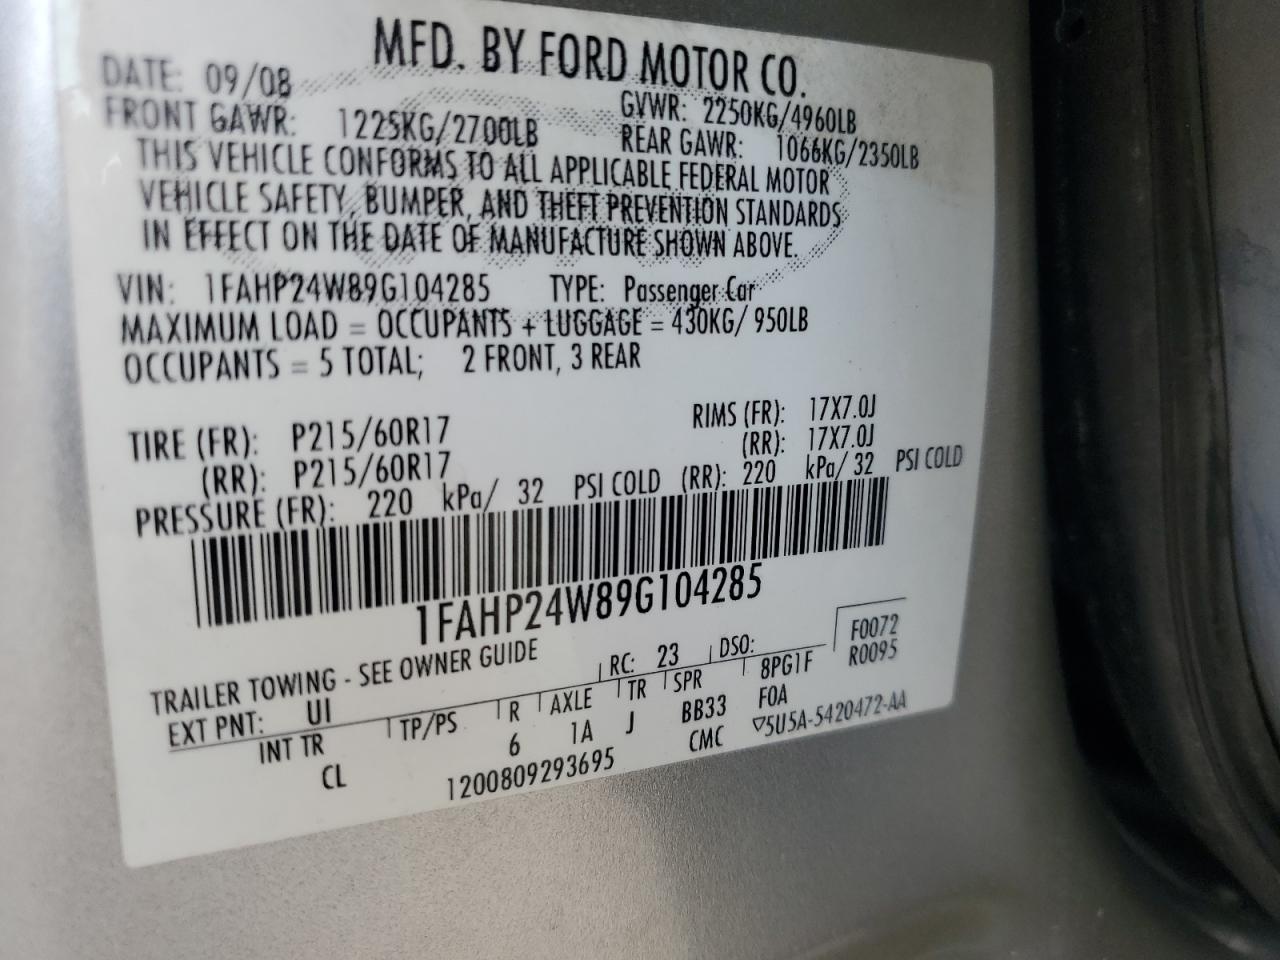 MFD. BY FORD MOTOR CO.
DATE: 09/08 GVWR: 2250KG/4960LB
FRONT GAWR: 1225KG/2700LB REAR GAWR: 1066KG/2350LB
THIS VEHICLE CONFORMS TO ALL APPLICABLE FEDERAL MOTOR
VEHICLE SAFETY, BUMPER, AND THEFT PREVENTION STANDARDS
IN EFFECT ON THE DATE OF MANUFACTURE SHOWN ABOVE.
VIN: 1FAHP24W89G104285 TYPE: Passenger Car
MAXIMUM LOAD = OCCUPANTS + LUGGAGE = 430KG/ 950LB
OCCUPANTS = 5 TOTAL; 2 FRONT, 3 REAR
TIRE (FR): P215/60R17 RIMS (FR): 17X7.0J
(RR): P215/60R17 (RR): 17X7.0J
PRESSURE (FR): 220 kPa/ 32 PSI COLD (RR): 220 kPa/ 32 PSI COLD
1FAHP24W89G104285
TRAILER TOWING - SEE OWNER GUIDE F0072
EXT PNT: UI RC: 23 DSO: R0095
INT TR TP/PS R AXLE TR SPR 8PG1F
CL 6 1A J BB33 FOA
1200809293695 CMC ▽5U5A-5420472-AA